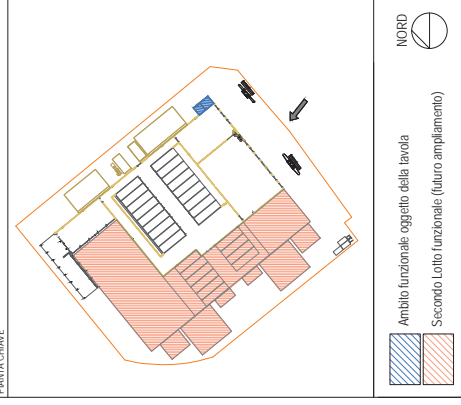 PIANTA CHIAVE
NORD
Ambito funzionale oggetto della tavola
Secondo Lotto funzionale (futuro ampliamento)